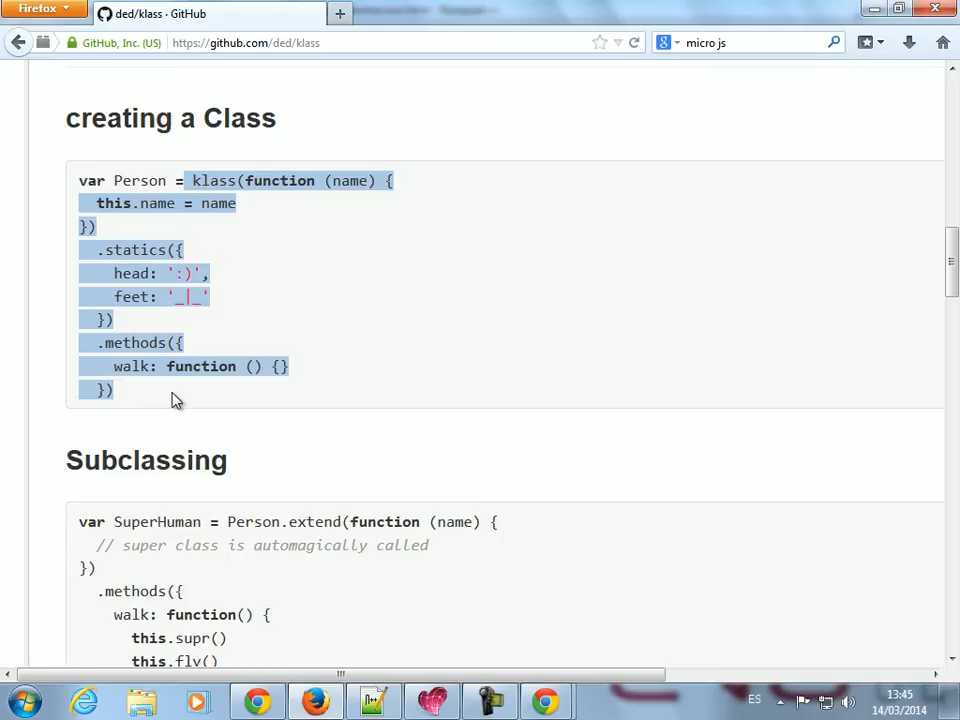 Firefox
ded/klass · GitHub
GitHub, Inc. (US)
https://github.com/ded/klass
micro js
creating a Class
var Person = klass(function (name) {
this.name = name
})
.statics({
head: ':)',
feet: '_|_'
})
.methods({
walk: function () {}
})
Subclassing
var SuperHuman = Person.extend(function (name) {
// super class is automagically called
})
.methods({
walk: function() {
this.supr()
this.fly()
ES
13:45
14/03/2014